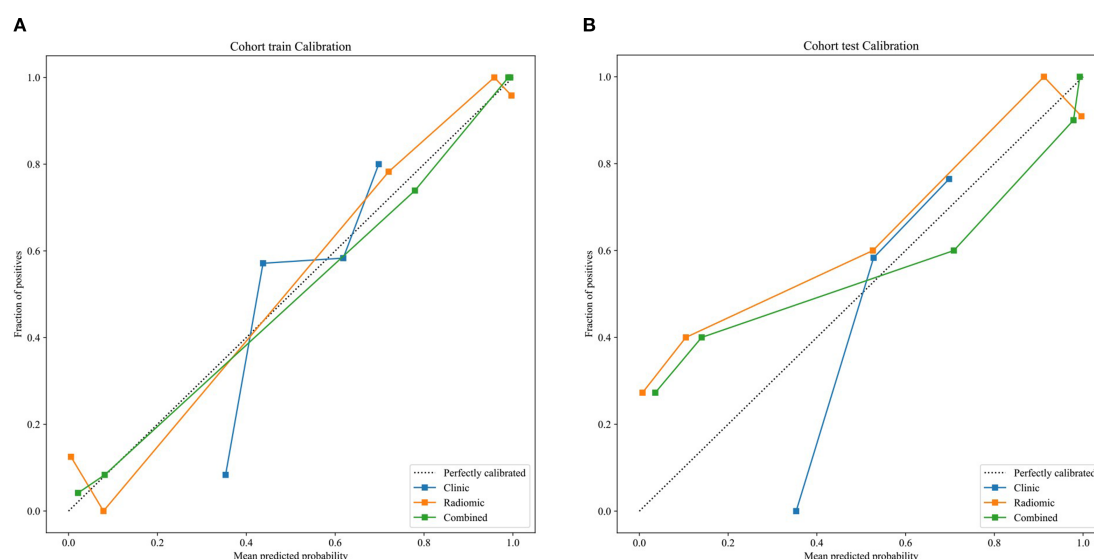 A
Cohort train Calibration
1.0
0.8
0.6
0.4
0.2
0.0
Fraction of positives
0.0 0.2 0.4 0.6 0.8 1.0
Mean predicted probability
Perfectly calibrated
Clinic
Radiomic
Combined
B
Cohort test Calibration
1.0
0.8
0.6
0.4
0.2
0.0
Fraction of positives
0.0 0.2 0.4 0.6 0.8 1.0
Mean predicted probability
Perfectly calibrated
Clinic
Radiomic
Combined